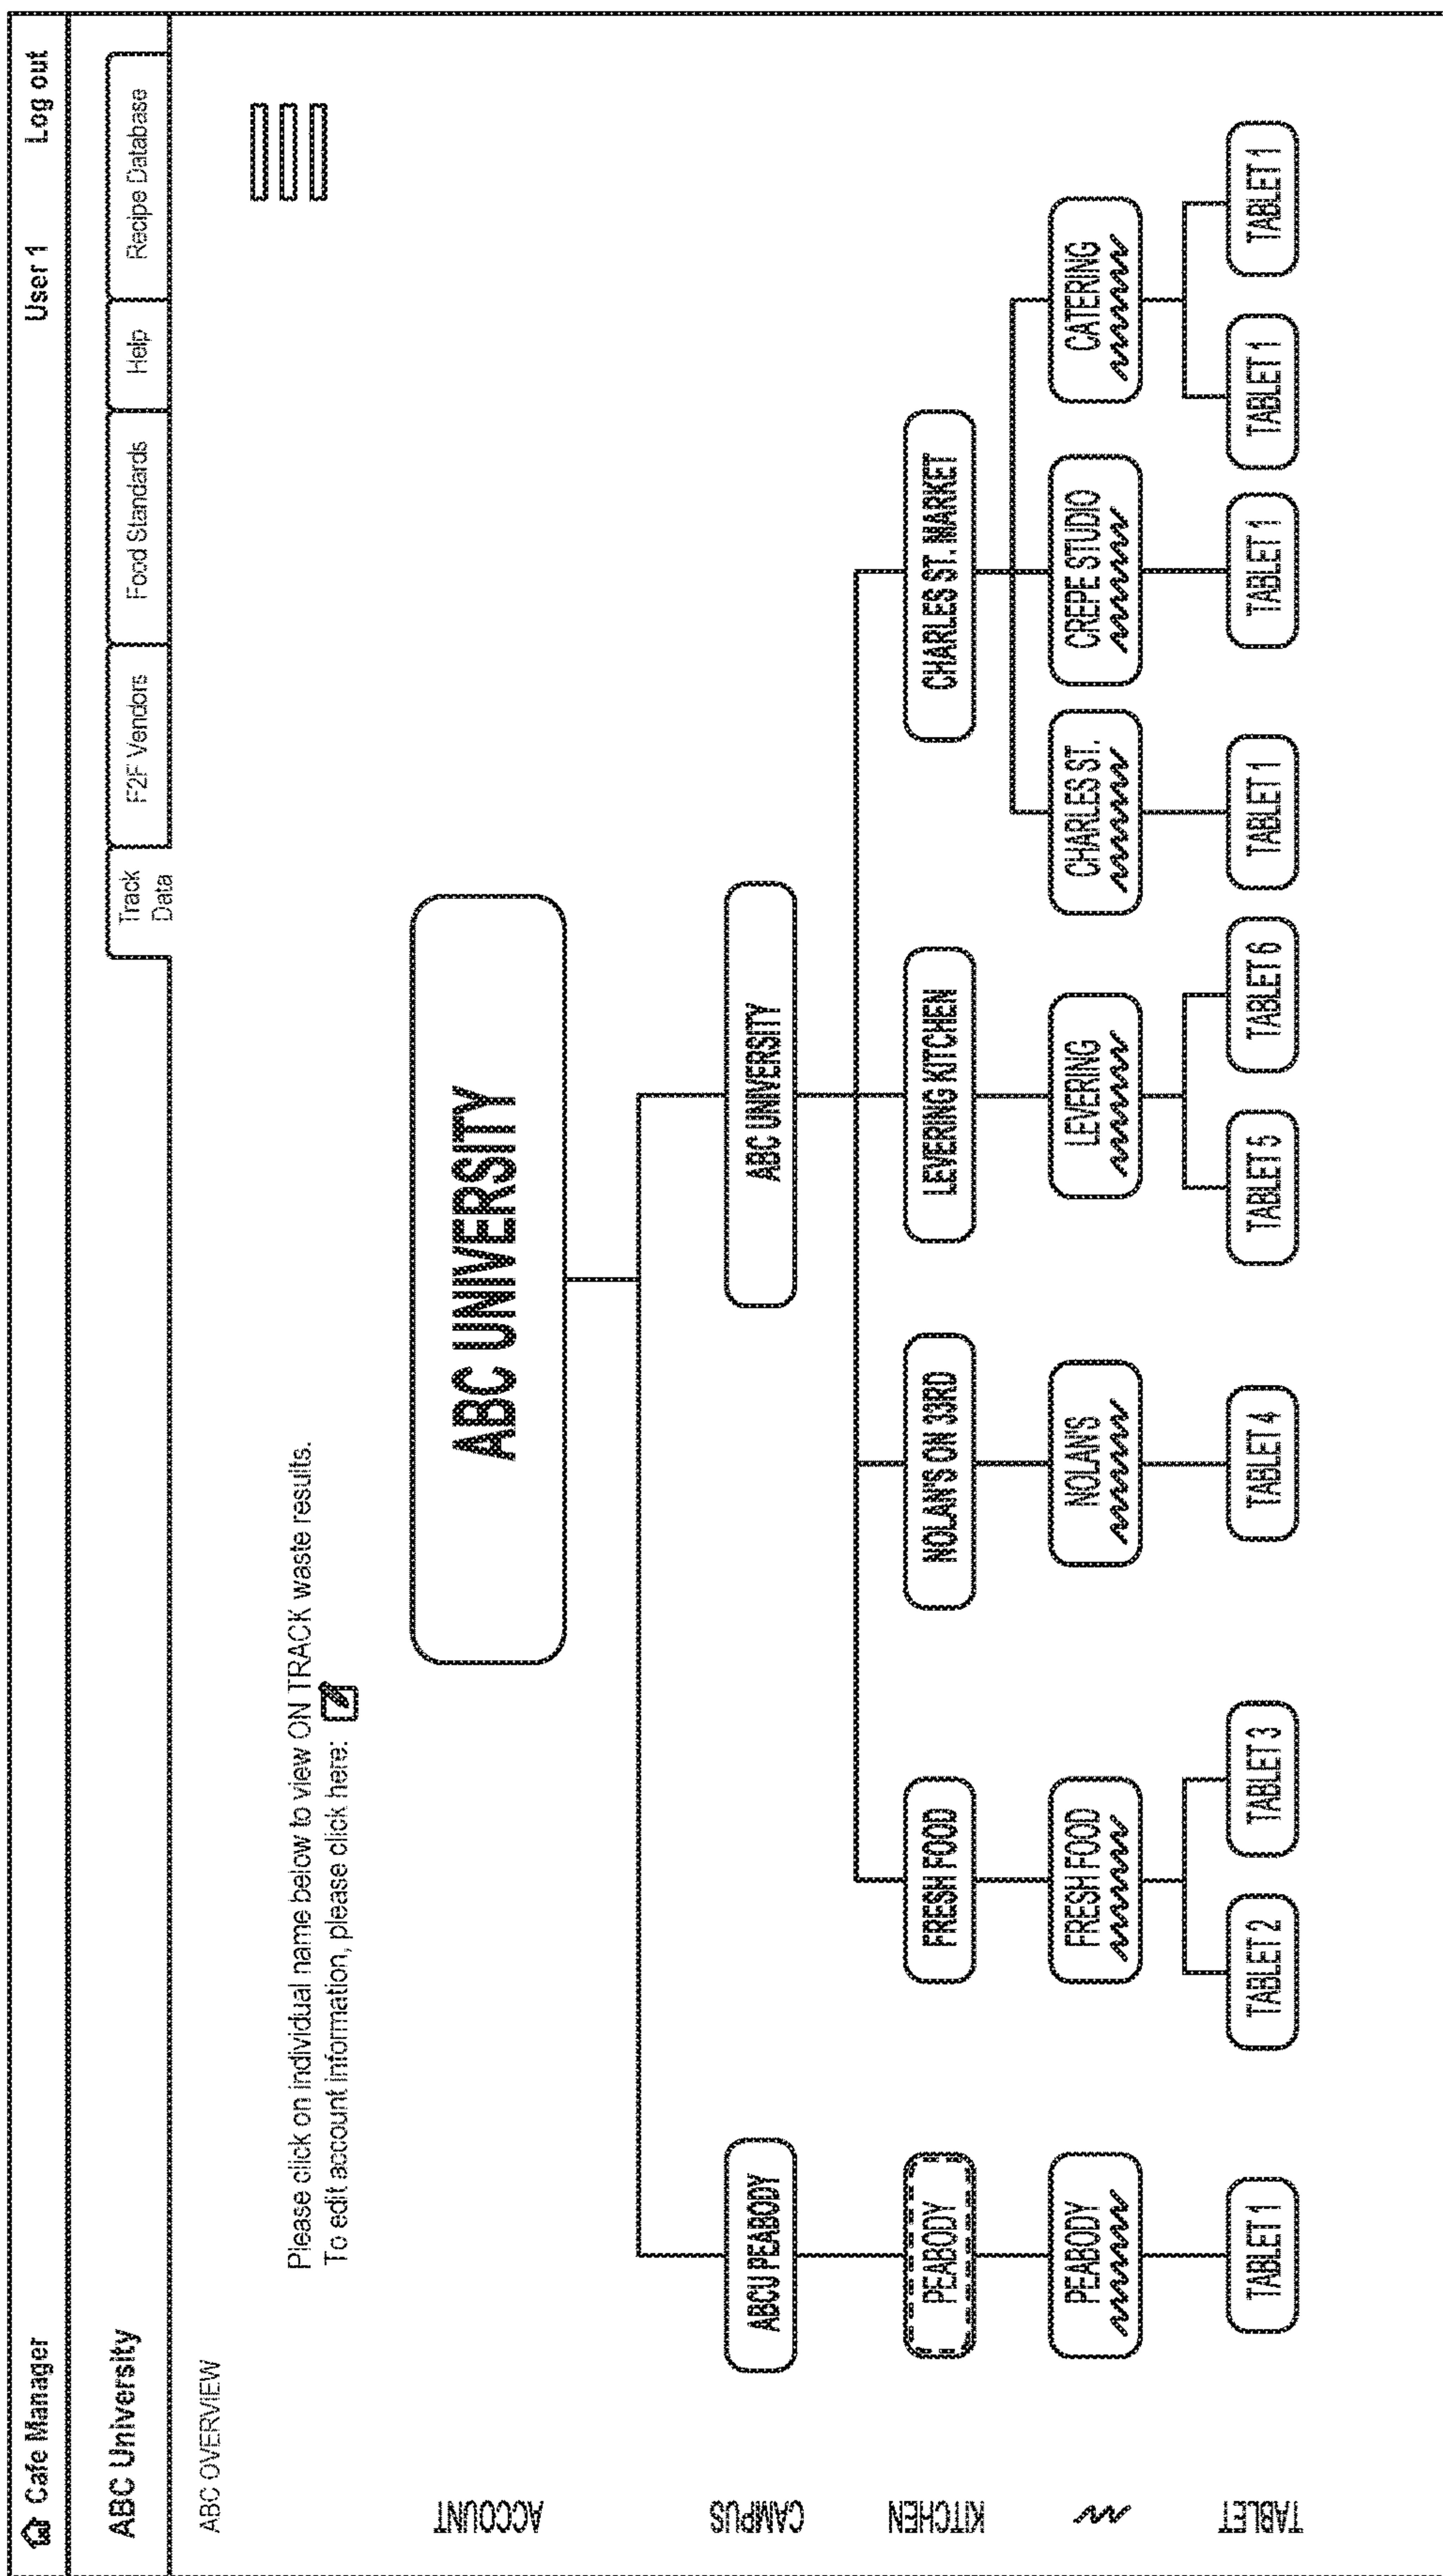 Cafe Manager
User 1
Log out
ABC University
Track Data
F2F Vendors
Food Standards
Help
Recipe Database
ABC OVERVIEW
Please click on individual name below to view ON TRACK waste results.
To edit account information, please click here:
ACCOUNT
ABC UNIVERSITY
CAMPUS
ABCU PEABODY
ABC UNIVERSITY
KITCHEN
PEABODY
FRESH FOOD
NOLAN'S ON 33RD
LEVERING KITCHEN
CHARLES ST. MARKET
PEABODY
FRESH FOOD
NOLAN'S
LEVERING
CHARLES ST.
CREPE STUDIO
CATERING
TABLET
TABLET 1
TABLET 2
TABLET 3
TABLET 4
TABLET 5
TABLET 6
TABLET 1
TABLET 1
TABLET 1
TABLET 1